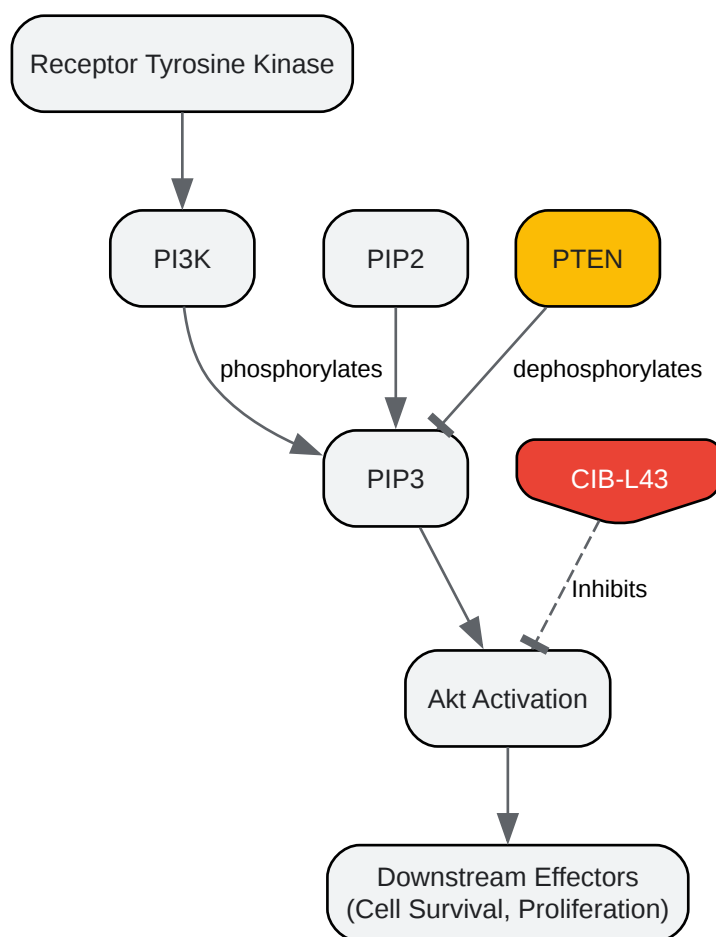 Receptor Tyrosine Kinase
PI3K
PIP2
PTEN
phosphorylates
dephosphorylates
PIP3
CIB-L43
Inhibits
Akt Activation
Downstream Effectors
(Cell Survival, Proliferation)